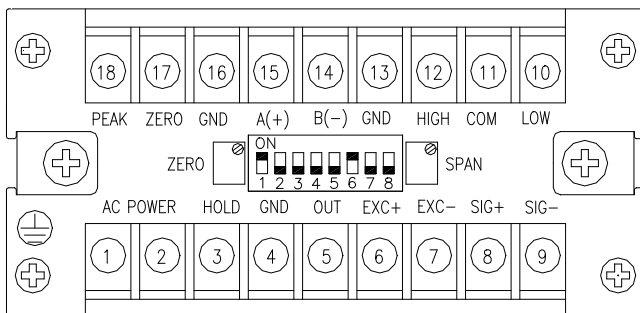 18 17 16 15 14 13 12 11 10
PEAK ZERO GND A(+) B(-) GND HIGH COM LOW
ON
ZERO SPAN
1 2 3 4 5 6 7 8
AC POWER HOLD GND OUT EXC+ EXC- SIG+ SIG-
1 2 3 4 5 6 7 8 9